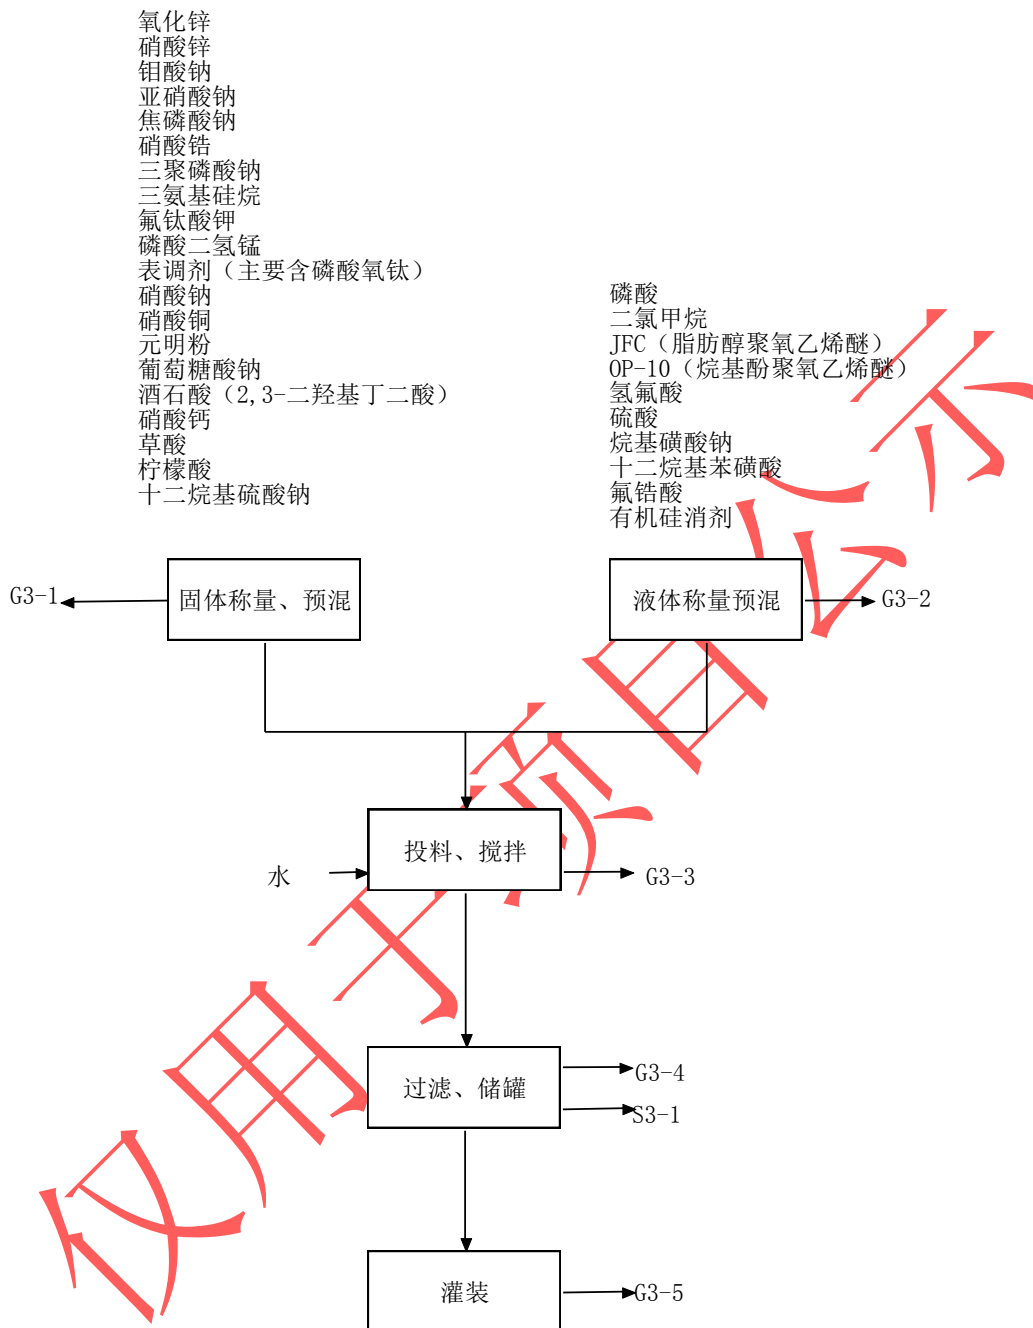 氧化锌
硝酸锌
钼酸钠
亚硝酸钠
焦磷酸钠
硝酸锆
三聚磷酸钠
三氨基硅烷
氟钛酸钾
磷酸二氢锰
表调剂（主要含磷酸氧钛）
硝酸钠
硝酸铜
元明粉
葡萄糖酸钠
酒石酸（2,3-二羟基丁二酸）
硝酸钙
草酸
柠檬酸
十二烷基硫酸钠
磷酸
二氯甲烷
JFC（脂肪醇聚氧乙烯醚）
OP-10（烷基酚聚氧乙烯醚）
氢氟酸
硫酸
烷基磺酸钠
十二烷基苯磺酸
氟锆酸
有机硅消剂
G3-1
固体称量、预混
液体称量预混
G3-2
投料、搅拌
水
G3-3
过滤、储罐
G3-4
S3-1
灌装
G3-5
仅用于项目公示